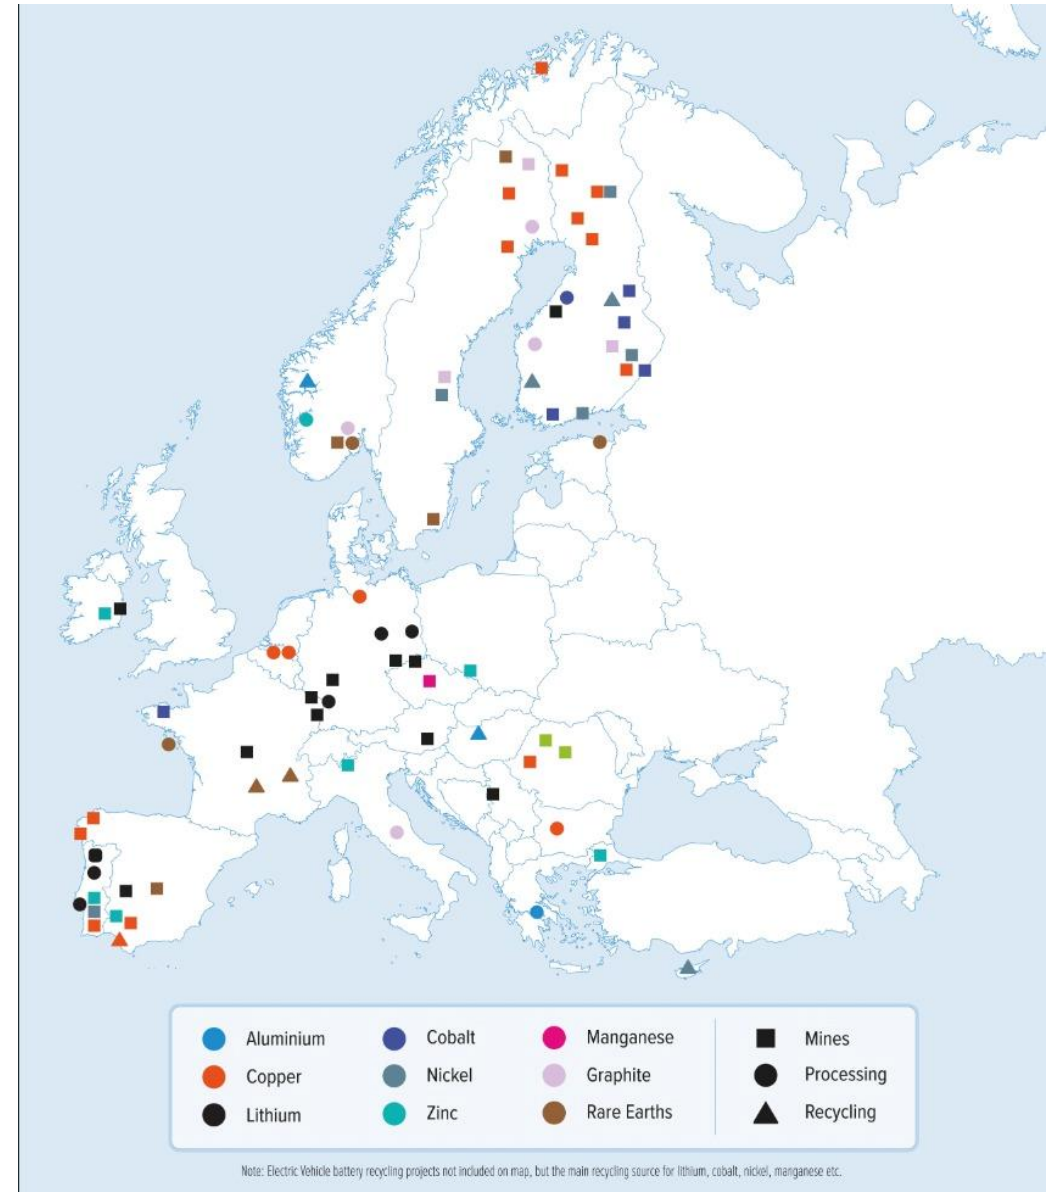 Aluminium
Cobalt
Manganese
Mines
Copper
Nickel
Graphite
Processing
Lithium
Zinc
Rare Earths
Recycling
Note: Electric Vehicle battery recycling projects not included on map, but the main recycling source for lithium, cobalt, nickel, manganese etc.